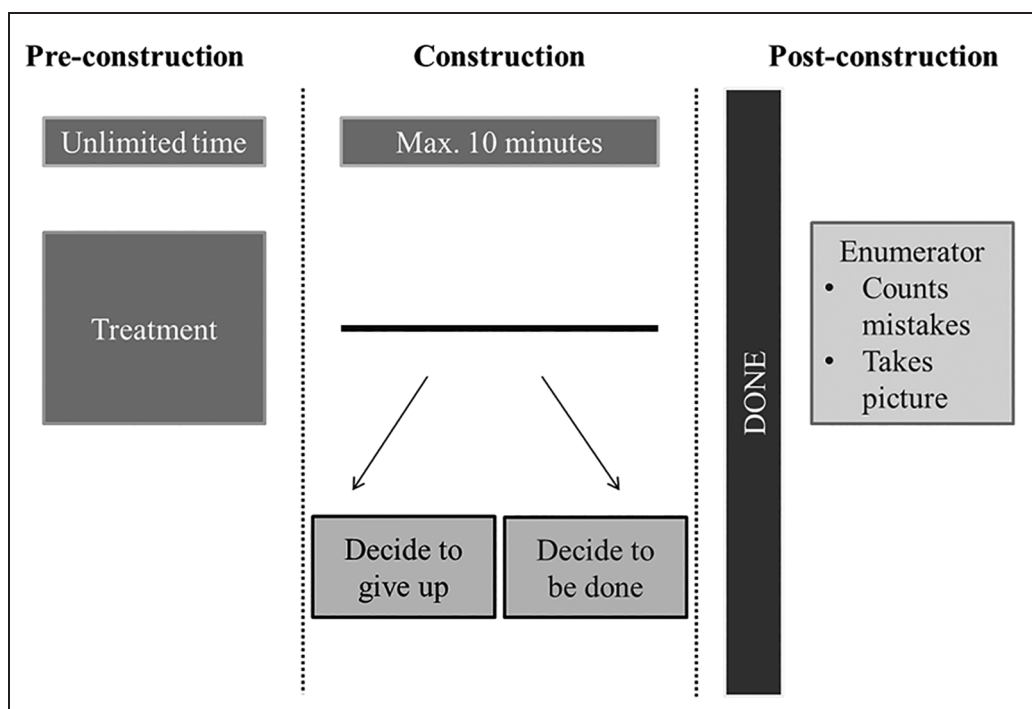 Pre-construction
Construction
Post-construction
Unlimited time
Max. 10 minutes
Treatment
Decide to
give up
Decide to
be done
DONE
Enumerator
• Counts
mistakes
• Takes
picture